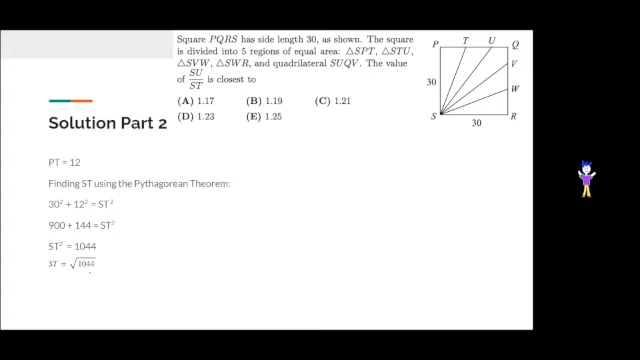 Square PQRS has side length 30, as shown. The square
is divided into 5 regions of equal area: △SPT, △STU,
△SVW, △SWR, and quadrilateral SUQV. The value
of SU/ST is closest to
(A) 1.17 (B) 1.19 (C) 1.21
(D) 1.23 (E) 1.25
P T U Q
V
30
W
S R
30
Solution Part 2
PT = 12
Finding ST using the Pythagorean Theorem:
30² + 12² = ST²
900 + 144 = ST²
ST² = 1044
ST = √1044